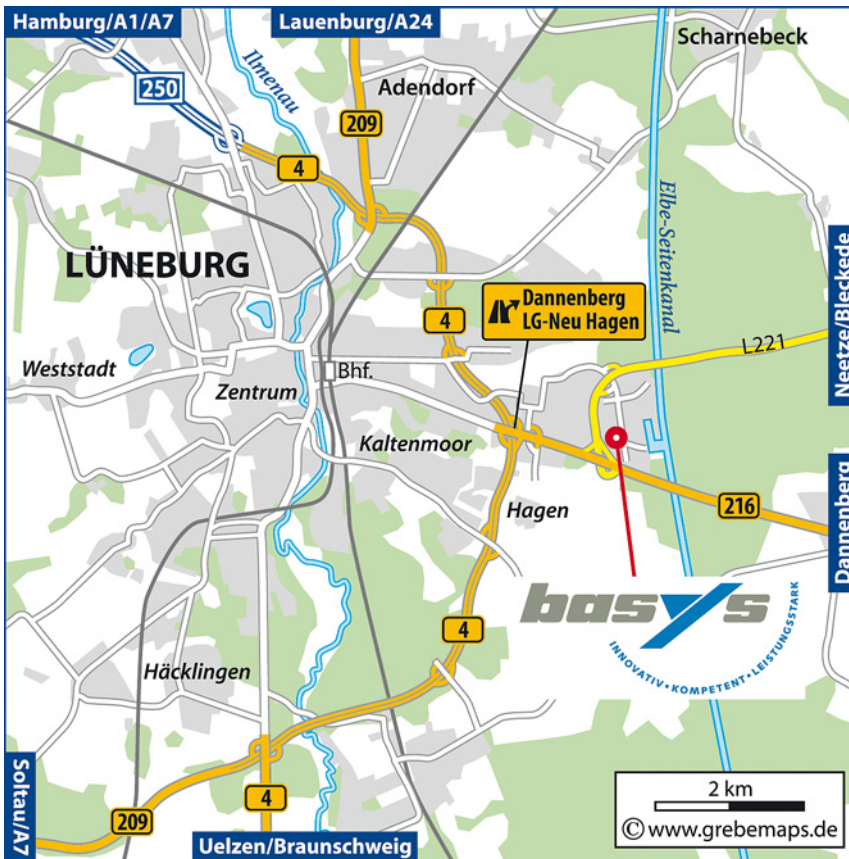 Hamburg/A1/A7
Lauenburg/A24
Scharnebeck
Ilmenau
250
Adendorf
209
4
Elbe-Seitenkanal
LÜNEBURG
Neetze/Bleckede
Dannenberg
LG-Neu Hagen
4
L221
Weststadt
Bhf.
Zentrum
Kaltenmoor
Hagen
216
Dannenberg
basys
INNOVATIV•KOMPETENT•LEISTUNGSSTARK
4
Häcklingen
Soltau/A7
2 km
4
209
©www.grebemaps.de
Uelzen/Braunschweig